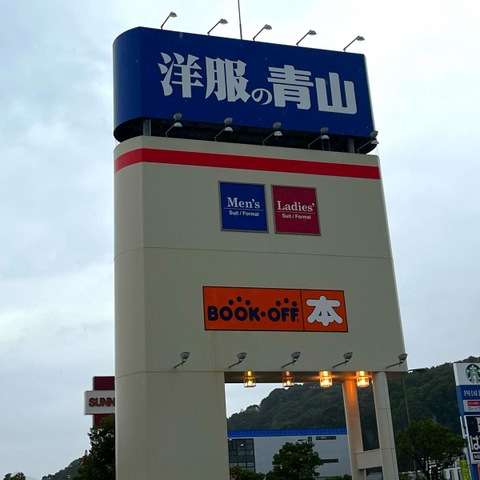 洋服の青山
Men's
Suit / Formal
Ladies'
Suit / Formal
BOOK・OFF 本
SUNN